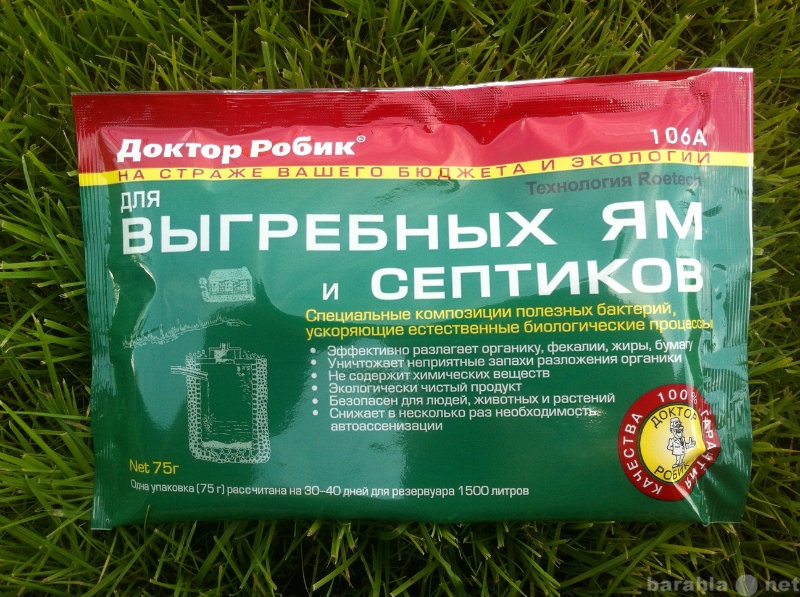 Доктор Робик®
106А
НА СТРАЖЕ ВАШЕГО БЮДЖЕТА И ЭКОЛОГИИ
Технология Roetech
ДЛЯ
ВЫГРЕБНЫХ ЯМ
И СЕПТИКОВ
Специальные композиции полезных бактерий,
ускоряющие естественные биологические процессы
• Эффективно разлагает органику, фекалии, жиры, бумагу
• Уничтожает неприятные запахи разложения органики
• Не содержит химических веществ
• Экологически чистый продукт
• Безопасен для людей, животных и растений
• Снижает в несколько раз необходимость
автоассенизации
100% ГАРАНТИЯ
КАЧЕСТВА
ДОКТОР
РОБИК
Net 75г
Одна упаковка (75 г) рассчитана на 30-40 дней для резервуара 1500 литров
barahla.net